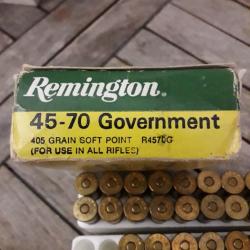 Remington
45-70 Government
405 GRAIN SOFT POINT R4570G
(FOR USE IN ALL RIFLES)